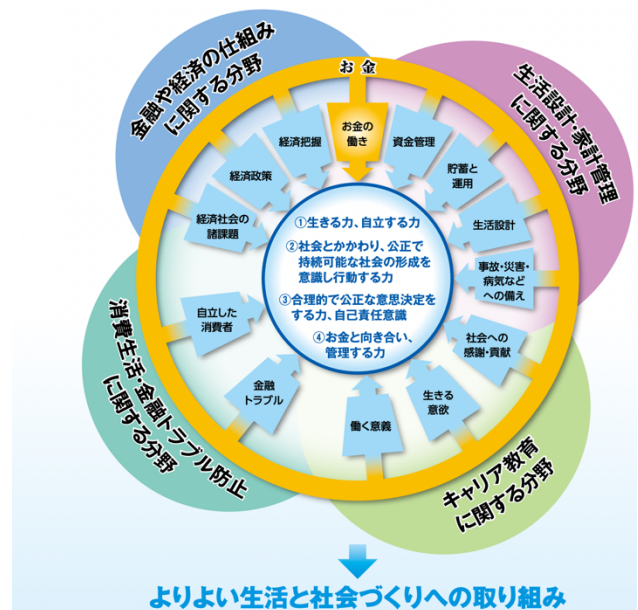 金融や経済の仕組み
に関する分野
生活設計・家計管理
に関する分野
お金
お金の
働き
資金管理
貯蓄と
運用
生活設計
事故・災害・
病気など
への備え
社会への
感謝・貢献
生きる
意欲
働く意義
金融
トラブル
自立した
消費者
経済社会の
諸課題
経済政策
経済把握
①生きる力、自立する力
②社会とかかわり、公正で
持続可能な社会の形成を
意識し行動する力
③合理的で公正な意思決定を
する力、自己責任意識
④お金と向き合い、
管理する力
消費生活・金融トラブル防止
に関する分野
キャリア教育
に関する分野
よりよい生活と社会づくりへの取り組み